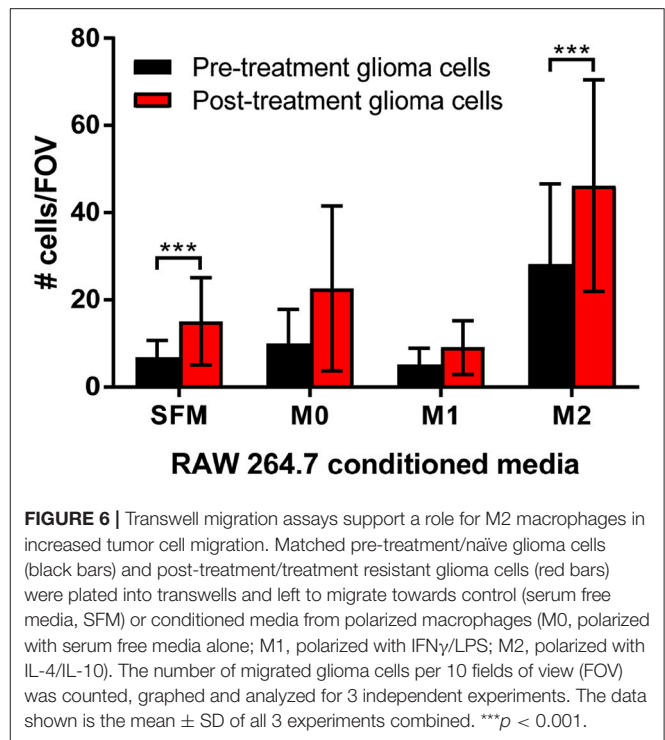 80
60
40
20
0
# cells/FOV
Pre-treatment glioma cells
Post-treatment glioma cells
***
***
SFM M0 M1 M2
RAW 264.7 conditioned media
FIGURE 6 | Transwell migration assays support a role for M2 macrophages in
increased tumor cell migration. Matched pre-treatment/naïve glioma cells
(black bars) and post-treatment/treatment resistant glioma cells (red bars)
were plated into transwells and left to migrate towards control (serum free
media, SFM) or conditioned media from polarized macrophages (M0, polarized
with serum free media alone; M1, polarized with IFNγ/LPS; M2, polarized with
IL-4/IL-10). The number of migrated glioma cells per 10 fields of view (FOV)
was counted, graphed and analyzed for 3 independent experiments. The data
shown is the mean ± SD of all 3 experiments combined. ***p < 0.001.